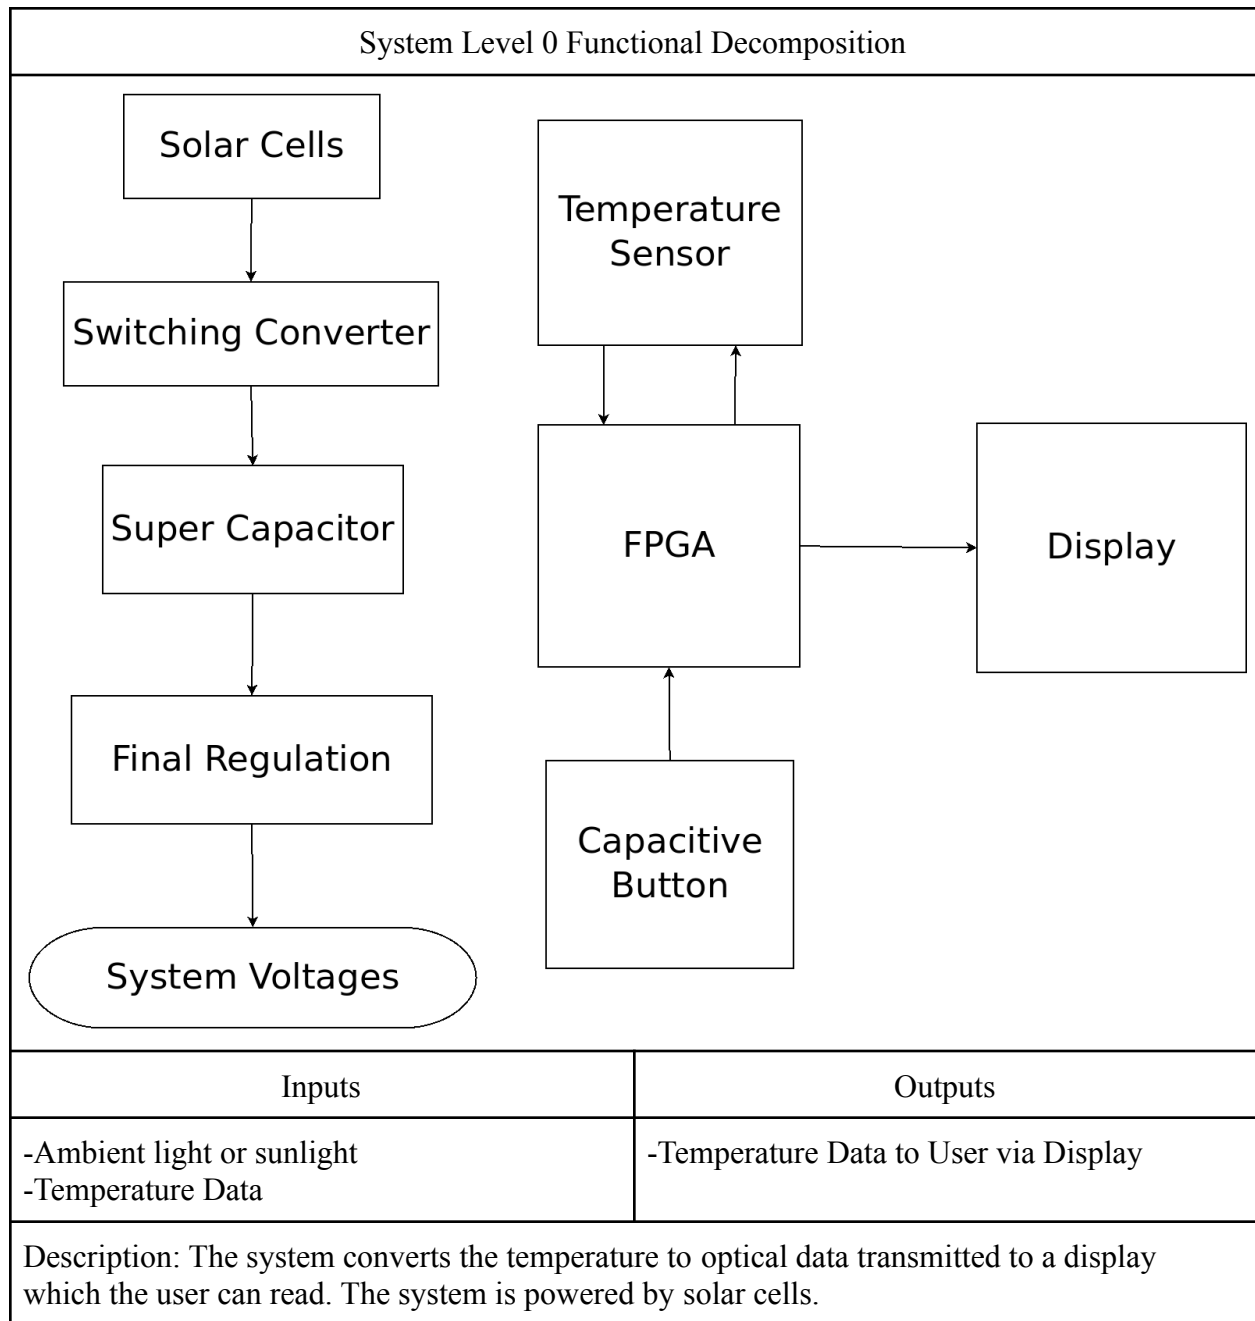 System Level 0 Functional Decomposition
Solar Cells
Switching Converter
Super Capacitor
Final Regulation
System Voltages
Temperature
Sensor
FPGA
Display
Capacitive
Button
Inputs
Outputs
-Ambient light or sunlight
-Temperature Data
-Temperature Data to User via Display
Description: The system converts the temperature to optical data transmitted to a display
which the user can read. The system is powered by solar cells.